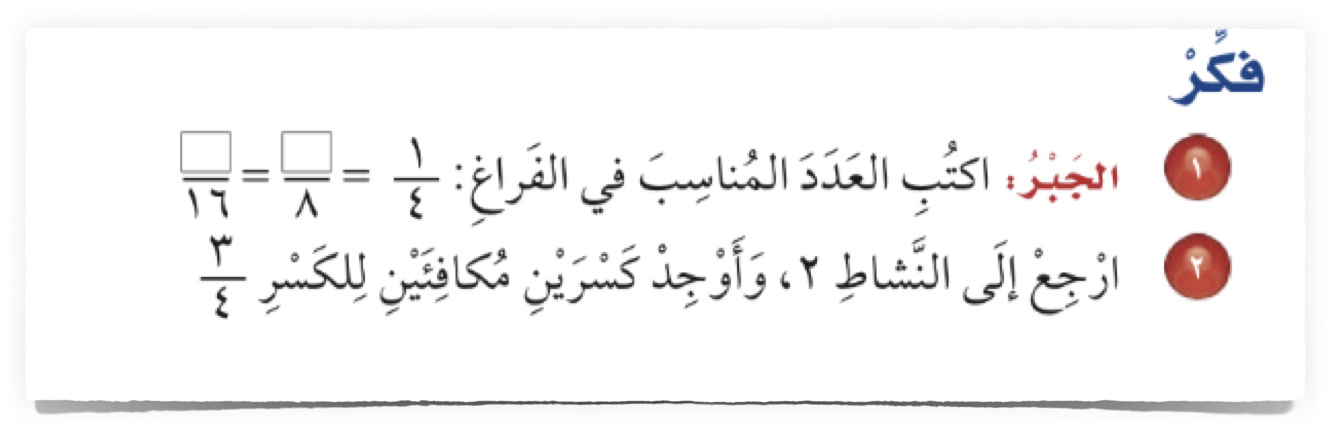 فكِّرْ
١ الجَبْرُ: اكتُبِ العَدَدَ المُناسِبَ في الفَراغِ: ١/٤ = □/٨ = □/١٦
٢ ارْجِعْ إلَى النَّشاطِ ٢، وَأَوْجِدْ كَسْرَيْنِ مُكافِئَيْنِ لِلكَسْرِ ٣/٤